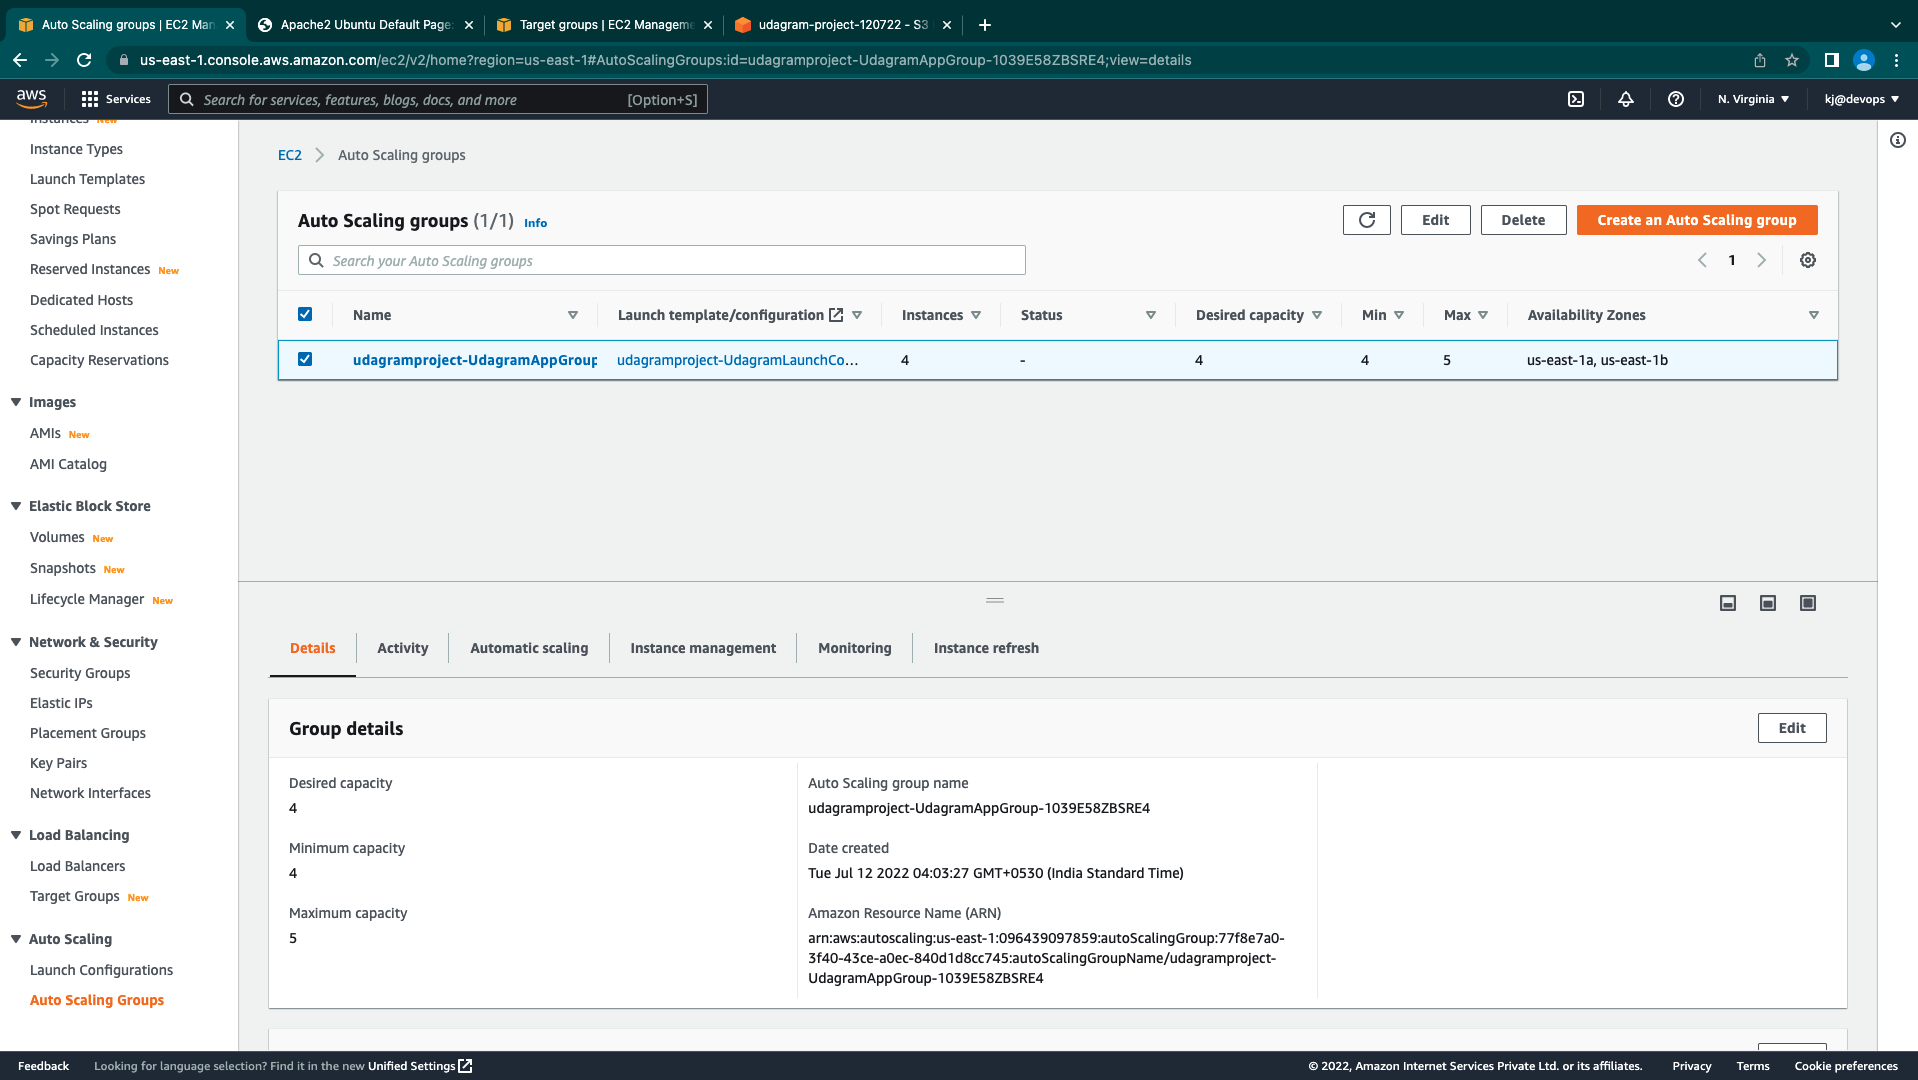 Auto Scaling groups | EC2 Man
Apache2 Ubuntu Default Page:
Target groups | EC2 Manageme
udagram-project-120722 - S3
us-east-1.console.aws.amazon.com/ec2/v2/home?region=us-east-1#AutoScalingGroups:id=udagramproject-UdagramAppGroup-1039E58ZBSRE4;view=details
aws
Services
Search for services, features, blogs, docs, and more
[Option+S]
N. Virginia
kj@devops
Instances New
Instance Types
Launch Templates
Spot Requests
Savings Plans
Reserved Instances New
Dedicated Hosts
Scheduled Instances
Capacity Reservations
Images
AMIs New
AMI Catalog
Elastic Block Store
Volumes New
Snapshots New
Lifecycle Manager New
Network & Security
Security Groups
Elastic IPs
Placement Groups
Key Pairs
Network Interfaces
Load Balancing
Load Balancers
Target Groups New
Auto Scaling
Launch Configurations
Auto Scaling Groups
EC2
Auto Scaling groups
Auto Scaling groups (1/1) Info
Edit
Delete
Create an Auto Scaling group
Search your Auto Scaling groups
1
Name
Launch template/configuration
Instances
Status
Desired capacity
Min
Max
Availability Zones
udagramproject-UdagramAppGroup
udagramproject-UdagramLaunchCo...
4
-
4
4
5
us-east-1a, us-east-1b
Details
Activity
Automatic scaling
Instance management
Monitoring
Instance refresh
Group details
Edit
Desired capacity
4
Minimum capacity
4
Maximum capacity
5
Auto Scaling group name
udagramproject-UdagramAppGroup-1039E58ZBSRE4
Date created
Tue Jul 12 2022 04:03:27 GMT+0530 (India Standard Time)
Amazon Resource Name (ARN)
arn:aws:autoscaling:us-east-1:096439097859:autoScalingGroup:77f8e7a0-
3f40-43ce-a0ec-840d1d8cc745:autoScalingGroupName/udagramproject-
UdagramAppGroup-1039E58ZBSRE4
Feedback
Looking for language selection? Find it in the new Unified Settings
© 2022, Amazon Internet Services Private Ltd. or its affiliates.
Privacy
Terms
Cookie preferences